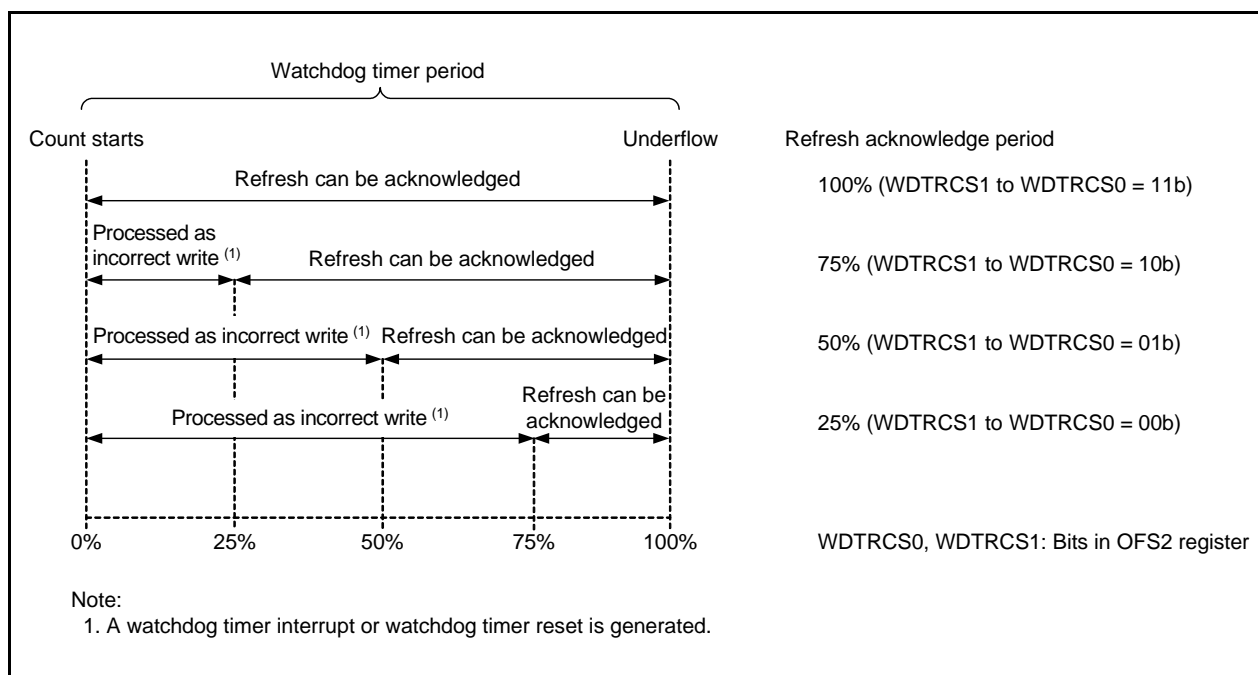 Watchdog timer period
Count starts
Underflow
Refresh acknowledge period
Refresh can be acknowledged
100% (WDTRCS1 to WDTRCS0 = 11b)
Processed as
incorrect write (1)
Refresh can be acknowledged
75% (WDTRCS1 to WDTRCS0 = 10b)
Processed as incorrect write (1)
Refresh can be acknowledged
50% (WDTRCS1 to WDTRCS0 = 01b)
Processed as incorrect write (1)
Refresh can be
acknowledged
25% (WDTRCS1 to WDTRCS0 = 00b)
0%
25%
50%
75%
100%
WDTRCS0, WDTRCS1: Bits in OFS2 register
Note:
1. A watchdog timer interrupt or watchdog timer reset is generated.